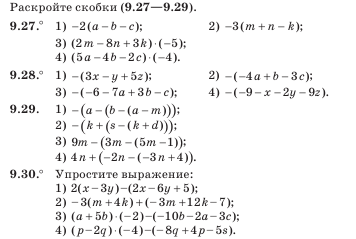 Раскройте скобки (9.27—9.29).
9.27.° 1) −2(a−b−c); 2) −3(m+n−k);
3) (2m−8n+3k)·(−5);
4) (5a−4b−2c)·(−4).
9.28.° 1) −(3x−y+5z); 2) −(−4a+b−3c);
3) −(−6−7a+3b−c); 4) −(−9−x−2y−9z).
9.29. 1) −(a−(b−(a−m)));
2) −(k+(s−(k+d)));
3) 9m−(3m−(5m−1));
4) 4n+(−2n−(−3n+4)).
9.30.° Упростите выражение:
1) 2(x−3y)−(2x−6y+5);
2) −3(m+4k)+(−3m+12k−7);
3) (a+5b)·(−2)−(−10b−2a−3c);
4) (p−2q)·(−4)−(−8q+4p−5s).